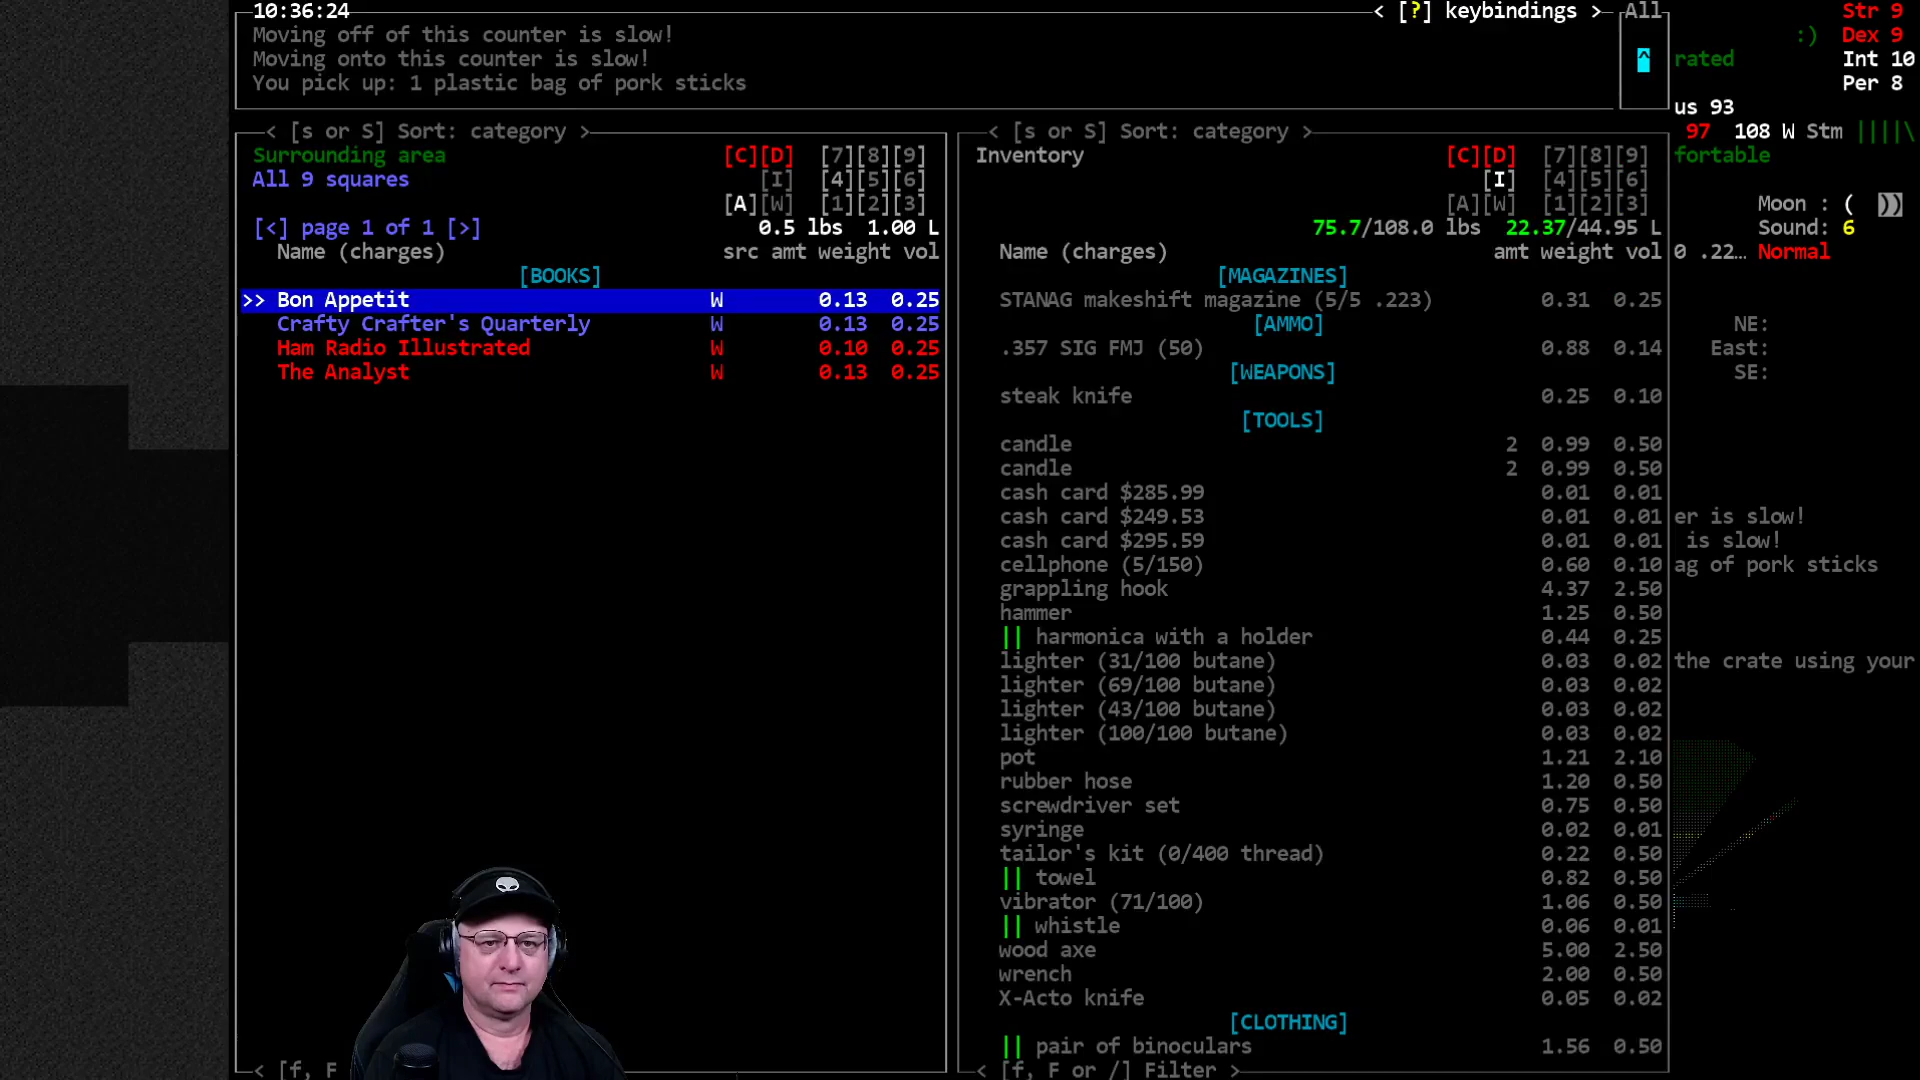 10:36:24
< [?] keybindings >
All
Str 9
Moving off of this counter is slow!
:)
Dex 9
Moving onto this counter is slow!
^
rated
Int 10
You pick up: 1 plastic bag of pork sticks
Per 8
us 93
< [s or S] Sort: category >
< [s or S] Sort: category >
97 108 W Stm ||||\
Surrounding area
[C][D] [7][8][9]
Inventory
[C][D] [7][8][9]
fortable
All 9 squares
[I] [4][5][6]
[I] [4][5][6]
[A][W] [1][2][3]
[A][W] [1][2][3]
Moon : ( ))
[<] page 1 of 1 [>]
0.5 lbs 1.00 L
75.7/108.0 lbs 22.37/44.95 L
Sound: 6
Name (charges) src amt weight vol
Name (charges) amt weight vol
0 .22… Normal
[BOOKS]
[MAGAZINES]
>> Bon Appetit W 0.13 0.25
STANAG makeshift magazine (5/5 .223) 0.31 0.25
Crafty Crafter's Quarterly W 0.13 0.25
[AMMO]
NE:
Ham Radio Illustrated W 0.10 0.25
.357 SIG FMJ (50) 0.88 0.14
East:
The Analyst W 0.13 0.25
[WEAPONS]
SE:
steak knife 0.25 0.10
[TOOLS]
candle 2 0.99 0.50
candle 2 0.99 0.50
cash card $285.99 0.01 0.01
cash card $249.53 0.01 0.01
er is slow!
cash card $295.59 0.01 0.01
is slow!
cellphone (5/150) 0.60 0.10
ag of pork sticks
grappling hook 4.37 2.50
hammer 1.25 0.50
|| harmonica with a holder 0.44 0.25
lighter (31/100 butane) 0.03 0.02
the crate using your
lighter (69/100 butane) 0.03 0.02
lighter (43/100 butane) 0.03 0.02
lighter (100/100 butane) 0.03 0.02
pot 1.21 2.10
rubber hose 1.20 0.50
screwdriver set 0.75 0.50
syringe 0.02 0.01
tailor's kit (0/400 thread) 0.22 0.50
|| towel 0.82 0.50
vibrator (71/100) 1.06 0.50
|| whistle 0.06 0.01
wood axe 5.00 2.50
wrench 2.00 0.50
X-Acto knife 0.05 0.02
[CLOTHING]
|| pair of binoculars 1.56 0.50
< [f, F
< [f, F or /] Filter >